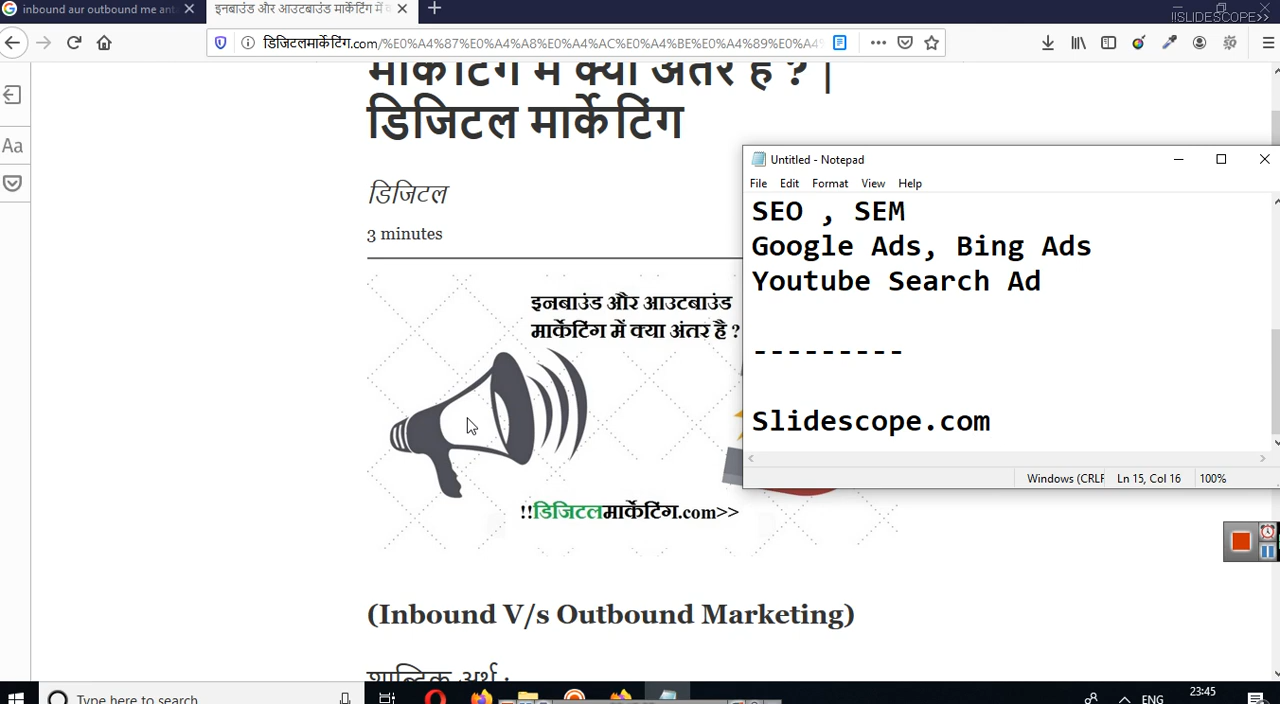 inbound aur outbound me ant
इनबाउंड और आउटबाउंड मार्केटिंग में
!!SLIDESCOPE>>
डिजिटलमार्केटिंग.com/%E0%A4%87%E0%A4%A8%E0%A4%AC%E0%A4%BE%E0%A4%89%E0%A4
मार्केटिंग में क्या अंतर है ? |
डिजिटल मार्केटिंग
Aa
डिजिटल
3 minutes
इनबाउंड और आउटबाउंड
मार्केटिंग में क्या अंतर है ?
!!डिजिटलमार्केटिंग.com>>
(Inbound V/s Outbound Marketing)
शाब्दिक अर्थ :
Untitled - Notepad
File Edit Format View Help
SEO , SEM
Google Ads, Bing Ads
Youtube Search Ad
---------
Slidescope.com
Windows (CRLF
Ln 15, Col 16
100%
Type here to search
ENG
23:45